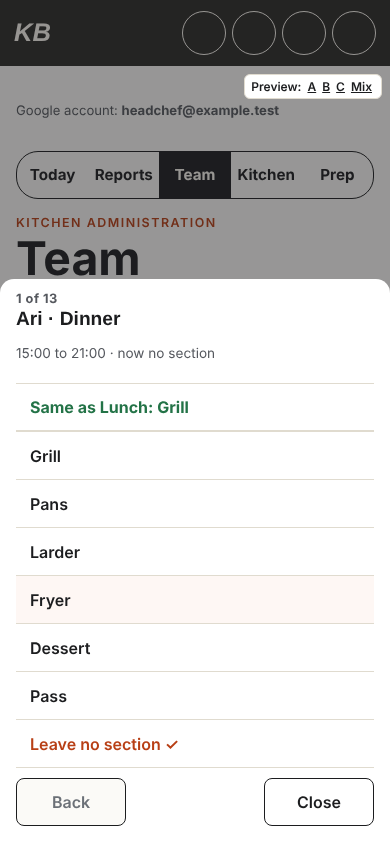 KB
Preview: A B C Mix
Google account: headchef@example.test
Today Reports Team Kitchen Prep
KITCHEN ADMINISTRATION
Team
1 of 13
Ari · Dinner
15:00 to 21:00 · now no section
Same as Lunch: Grill
Grill
Pans
Larder
Fryer
Dessert
Pass
Leave no section ✓
Back Close